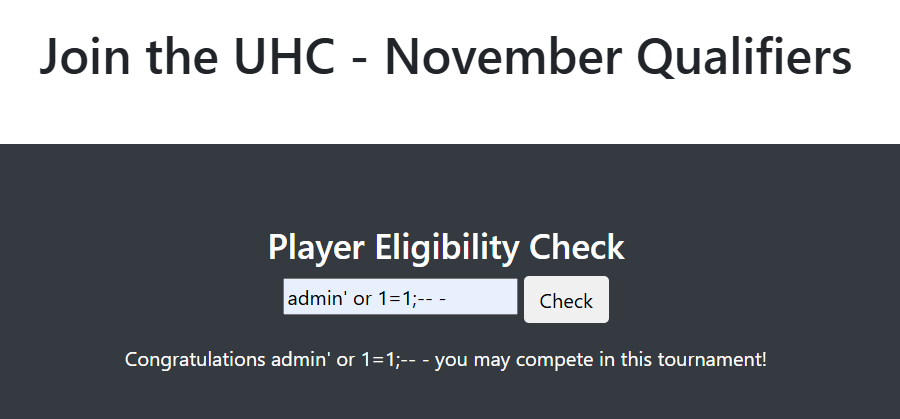 Join the UHC - November Qualifiers
Player Eligibility Check
admin' or 1=1;-- - Check
Congratulations admin' or 1=1;-- - you may compete in this tournament!